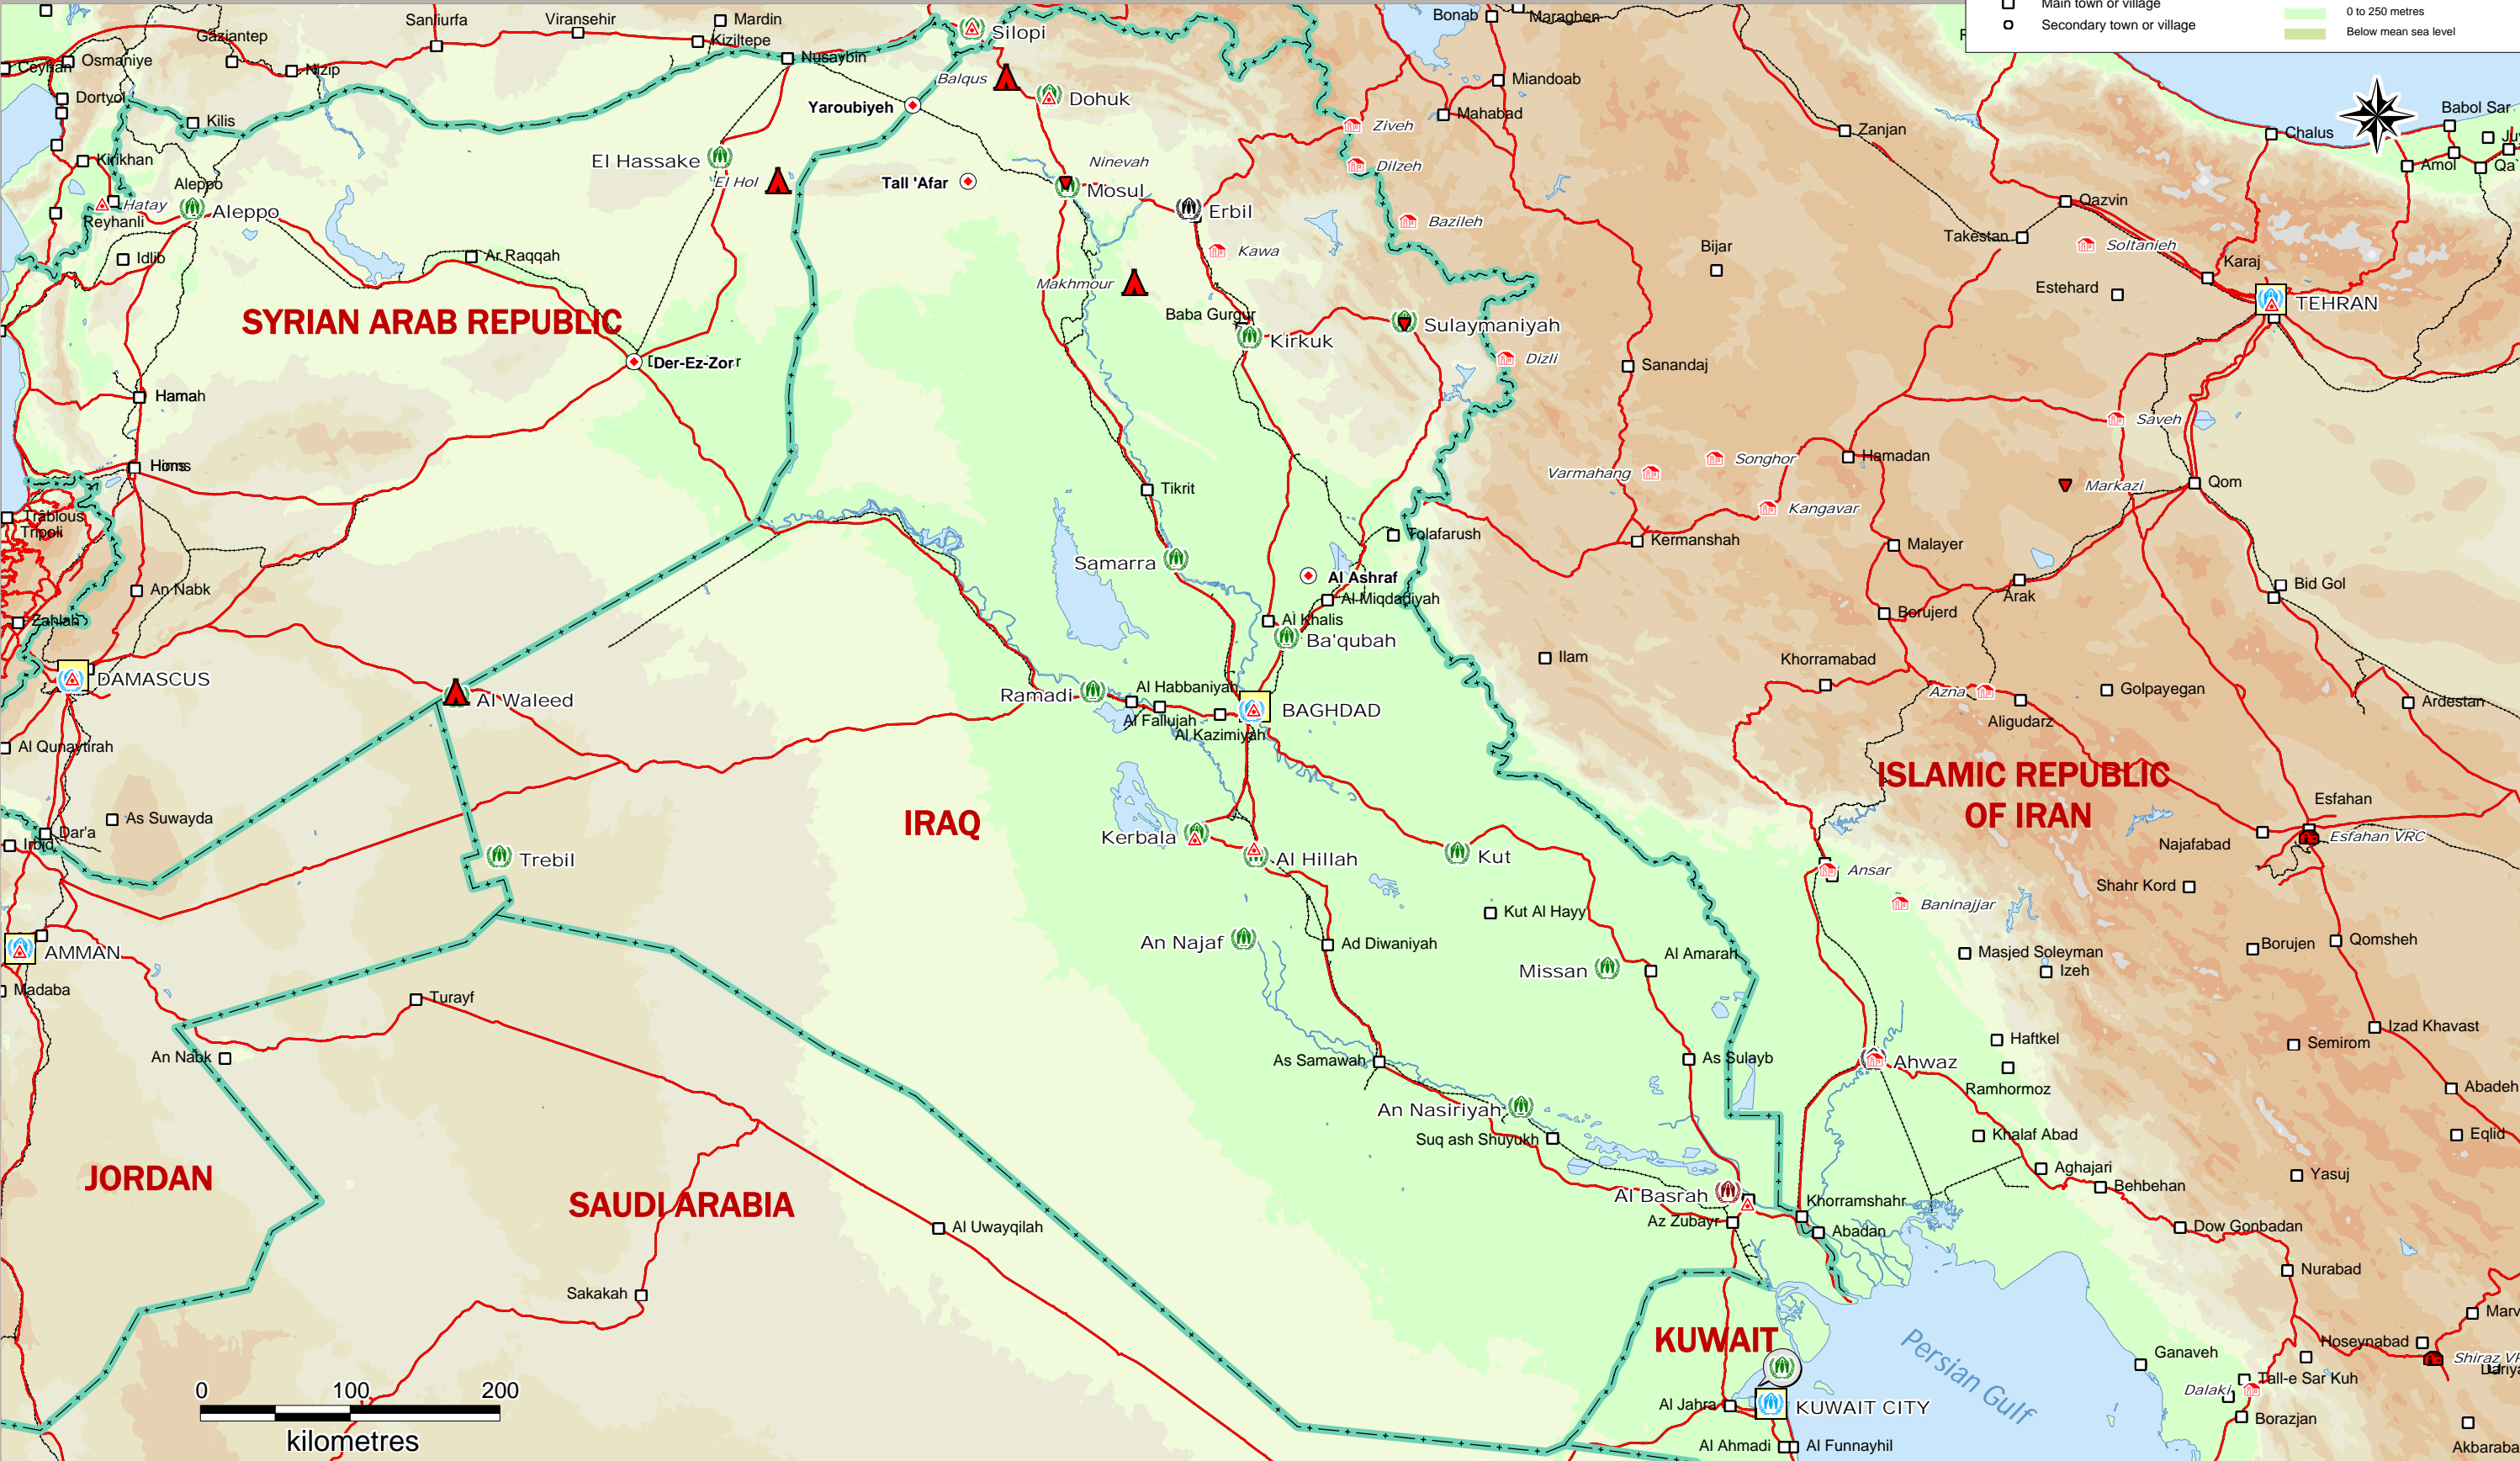 Main town or village
Secondary town or village
0 to 250 metres
Below mean sea level
Sanliurfa
Viransehir
Mardin
Kiziltepe
Nusaybin
Silopi
Bonab
Maraghen
Gaziantep
Osmaniye
Ceyhan
Nizip
Dortyol
Kilis
Kirikhan
Balqus
Dohuk
Miandoab
Mahabad
Yaroubiyeh
Ziveh
Dilzeh
Zanjan
Chalus
Babol Sar
Amol
Qa
El Hassake
El Hol
Tall 'Afar
Ninevah
Mosul
Erbil
Aleppo
Aleppo
Hatay
Reyhanli
Idlib
Ar Raqqah
Kawa
Bazileh
Bijar
Qazvin
Takestan
Soltanieh
Karaj
Estehard
TEHRAN
Makhmour
Baba Gurgur
Kirkuk
Sulaymaniyah
Dizli
Sanandaj
SYRIAN ARAB REPUBLIC
Der-Ez-Zor
Hamah
Hims
Saveh
Songhor
Varmahang
Hamadan
Kangavar
Markazi
Qom
Tikrit
Trâblous
Tripoli
Tolafarush
Kermanshah
Malayer
Samarra
Al Ashraf
Al Miqdadiyah
An Nabk
Arak
Bid Gol
Borujerd
Zahlah
Al Khalis
Ba'qubah
Ilam
Khorramabad
DAMASCUS
Al Waleed
Ramadi
Al Habbaniyah
Al Fallujah
Al Kazimiyah
BAGHDAD
Azna
Aligudarz
Golpayegan
Ardestan
Al Qunaytirah
ISLAMIC REPUBLIC
OF IRAN
As Suwayda
Dar'a
Irbid
IRAQ
Kerbala
Al Hillah
Kut
Trebil
Esfahan
Najafabad
Esfahan VRC
Ansar
Shahr Kord
Baninajjar
Kut Al Hayy
An Najaf
Ad Diwaniyah
Al Amarah
Missan
Masjed Soleyman
Izeh
Borujen
Qomsheh
AMMAN
Madaba
Turayf
An Nabk
As Samawah
As Sulayb
Ahwaz
Haftkel
Ramhormoz
Semirom
Izad Khavast
Abadeh
An Nasiriyah
Suq ash Shuyukh
Khalaf Abad
Eqlid
Aghajari
Behbehan
Yasuj
JORDAN
SAUDI ARABIA
Al Basrah
Az Zubayr
Khorramshahr
Abadan
Al Uwayqilah
Dow Gonbadan
Nurabad
Sakakah
Marv
KUWAIT
Persian Gulf
Hoseynabad
Shiraz VR
Ganaveh
Tall-e Sar Kuh
Dalaki
Borazjan
Al Jahra
KUWAIT CITY
Al Ahmadi
Al Funnayhil
Akbaraba
0 100 200
kilometres